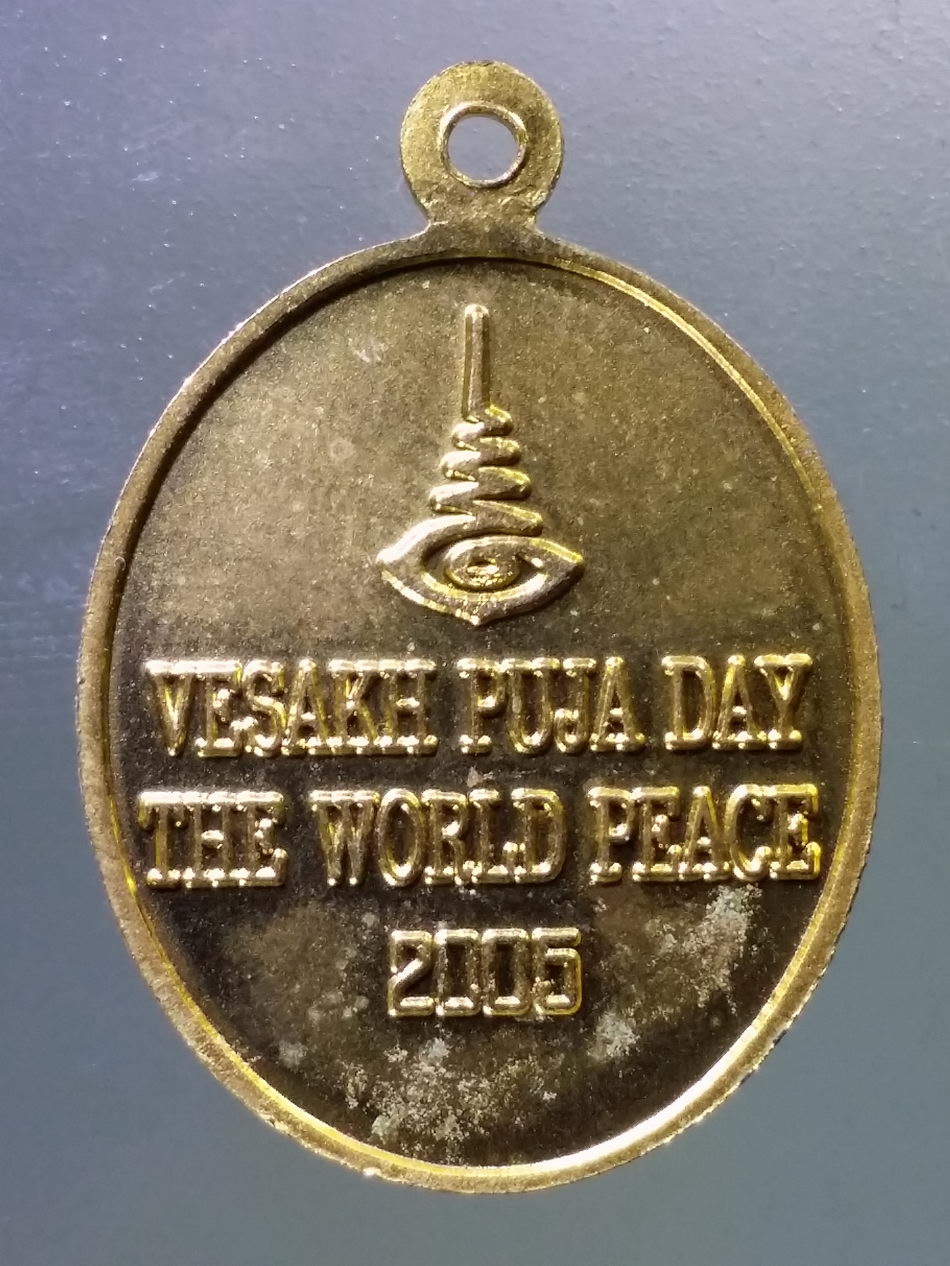 VESAKH PUJA DAY
THE WORLD PEACE
2005